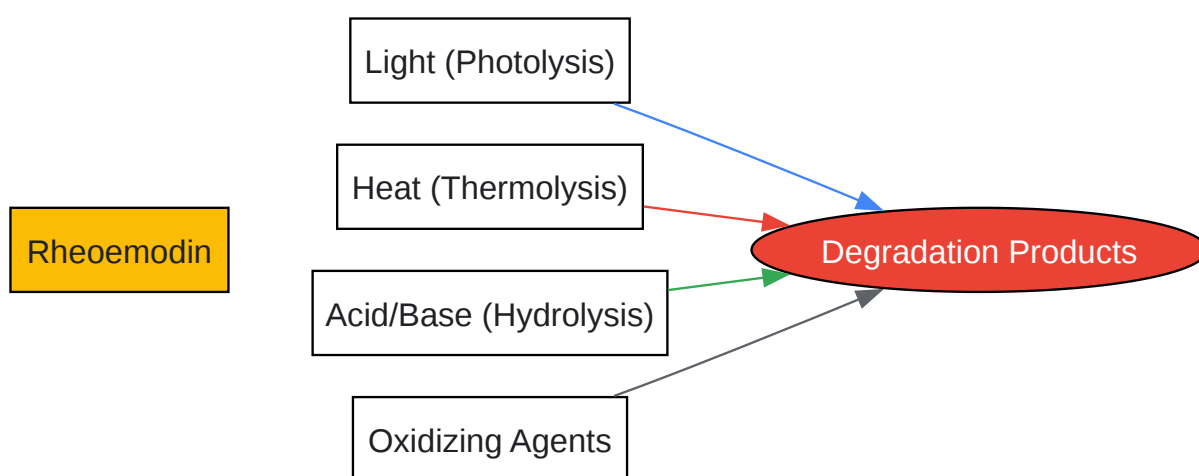 Light (Photolysis)
Heat (Thermolysis)
Rheoemodin
Degradation Products
Acid/Base (Hydrolysis)
Oxidizing Agents